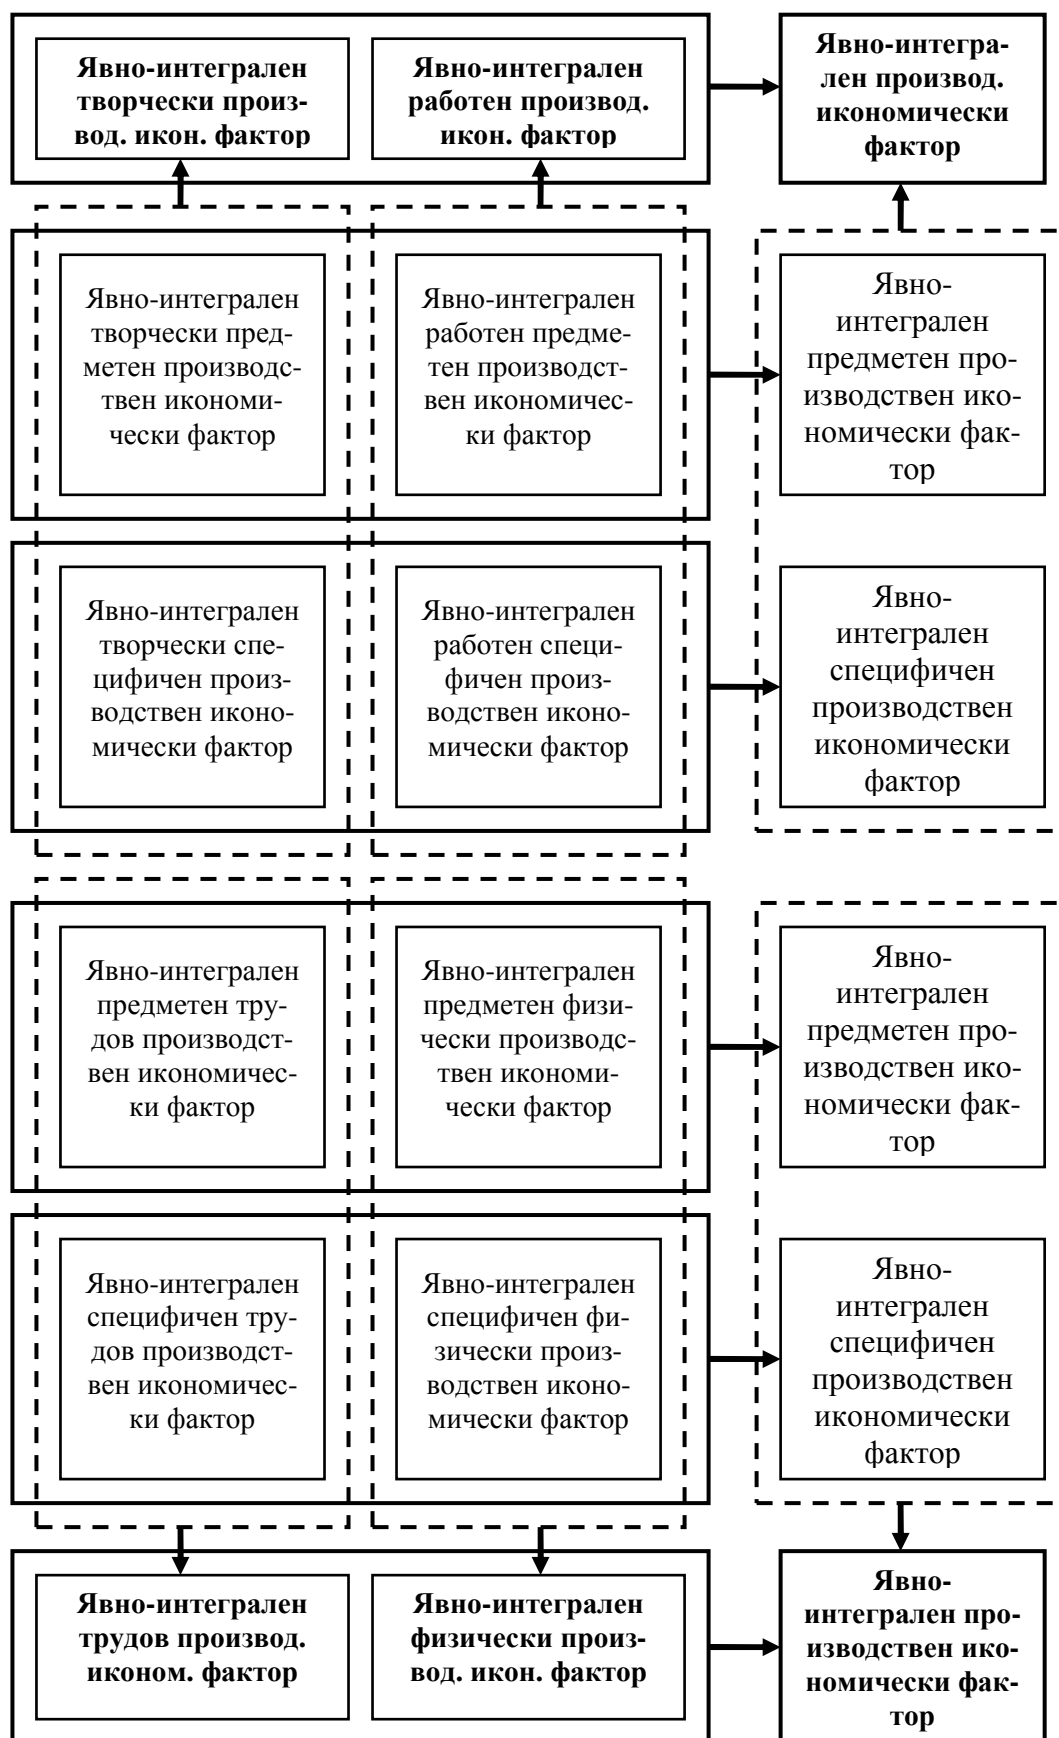 Явно-интегрален
творчески произ-
вод. икон. фактор
Явно-интегрален
работен производ.
икон. фактор
Явно-интегра-
лен производ.
икономически
фактор
Явно-интегрален
творчески пред-
метен производс-
твен икономи-
чески фактор
Явно-интегрален
работен предме-
тен производст-
вен икономичес-
ки фактор
Явно-
интегрален
предметен про-
изводствен ико-
номически фак-
тор
Явно-интегрален
творчески спе-
цифичен произ-
водствен иконо-
мически фактор
Явно-интегрален
работен специ-
фичен произ-
водствен иконо-
мически фактор
Явно-
интегрален
специфичен
производствен
икономически
фактор
Явно-интегрален
предметен тру-
дов производст-
вен икономичес-
ки фактор
Явно-интегрален
предметен физи-
чески производс-
твен икономи-
чески фактор
Явно-
интегрален
предметен про-
изводствен ико-
номически фак-
тор
Явно-интегрален
специфичен тру-
дов производст-
вен икономичес-
ки фактор
Явно-интегрален
специфичен фи-
зически произ-
водствен иконо-
мически фактор
Явно-
интегрален
специфичен
производствен
икономически
фактор
Явно-интегрален
трудов производ.
иконом. фактор
Явно-интегрален
физически произ-
вод. икон. фактор
Явно-
интегрален про-
изводствен ико-
номически фак-
тор